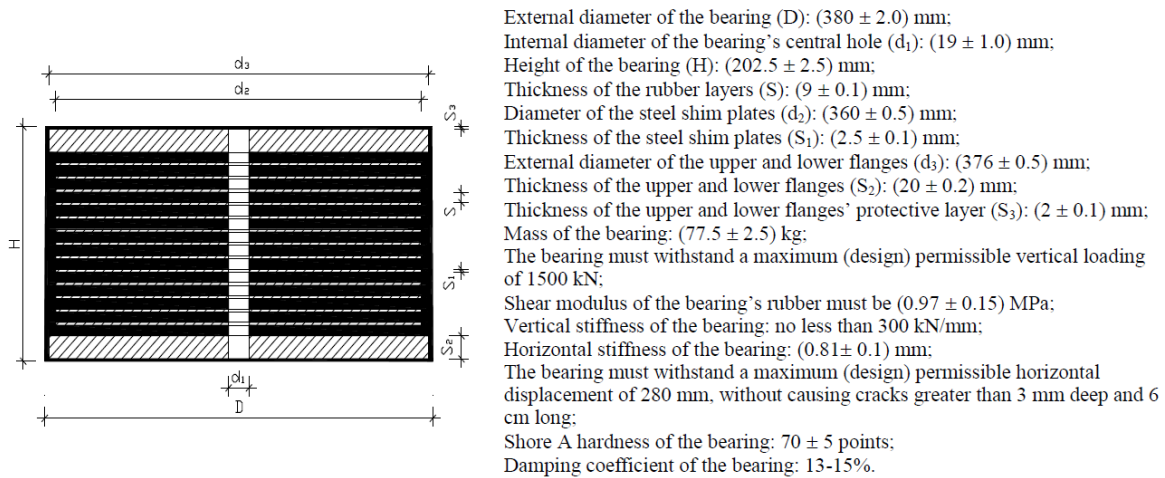 d₃
d₂
S₃
H
S
S₁
S₂
d₁
D
External diameter of the bearing (D): (380 ± 2.0) mm;
Internal diameter of the bearing’s central hole (d₁): (19 ± 1.0) mm;
Height of the bearing (H): (202.5 ± 2.5) mm;
Thickness of the rubber layers (S): (9 ± 0.1) mm;
Diameter of the steel shim plates (d₂): (360 ± 0.5) mm;
Thickness of the steel shim plates (S₁): (2.5 ± 0.1) mm;
External diameter of the upper and lower flanges (d₃): (376 ± 0.5) mm;
Thickness of the upper and lower flanges (S₂): (20 ± 0.2) mm;
Thickness of the upper and lower flanges’ protective layer (S₃): (2 ± 0.1) mm;
Mass of the bearing: (77.5 ± 2.5) kg;
The bearing must withstand a maximum (design) permissible vertical loading
of 1500 kN;
Shear modulus of the bearing’s rubber must be (0.97 ± 0.15) MPa;
Vertical stiffness of the bearing: no less than 300 kN/mm;
Horizontal stiffness of the bearing: (0.81± 0.1) mm;
The bearing must withstand a maximum (design) permissible horizontal
displacement of 280 mm, without causing cracks greater than 3 mm deep and 6
cm long;
Shore A hardness of the bearing: 70 ± 5 points;
Damping coefficient of the bearing: 13-15%.